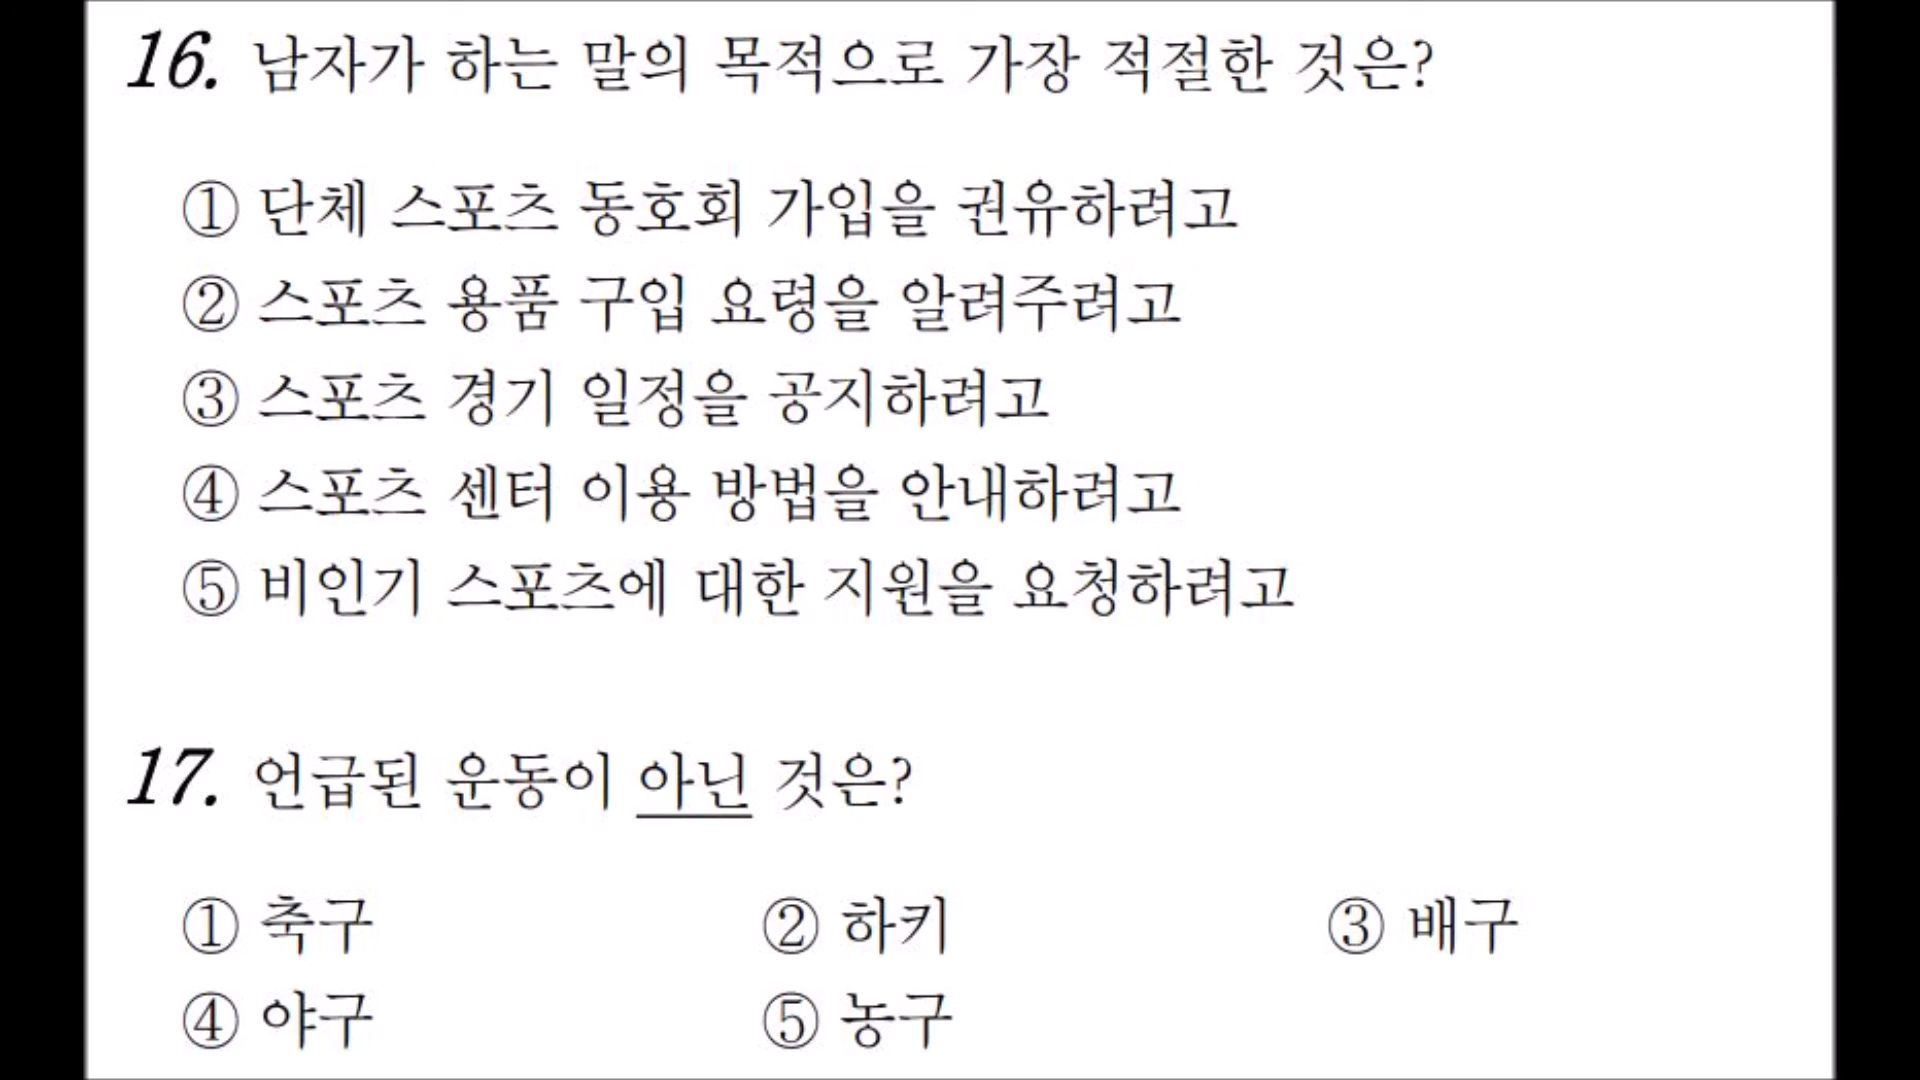 16. 남자가 하는 말의 목적으로 가장 적절한 것은?
① 단체 스포츠 동호회 가입을 권유하려고
② 스포츠 용품 구입 요령을 알려주려고
③ 스포츠 경기 일정을 공지하려고
④ 스포츠 센터 이용 방법을 안내하려고
⑤ 비인기 스포츠에 대한 지원을 요청하려고
17. 언급된 운동이 아닌 것은?
① 축구 ② 하키 ③ 배구
④ 야구 ⑤ 농구